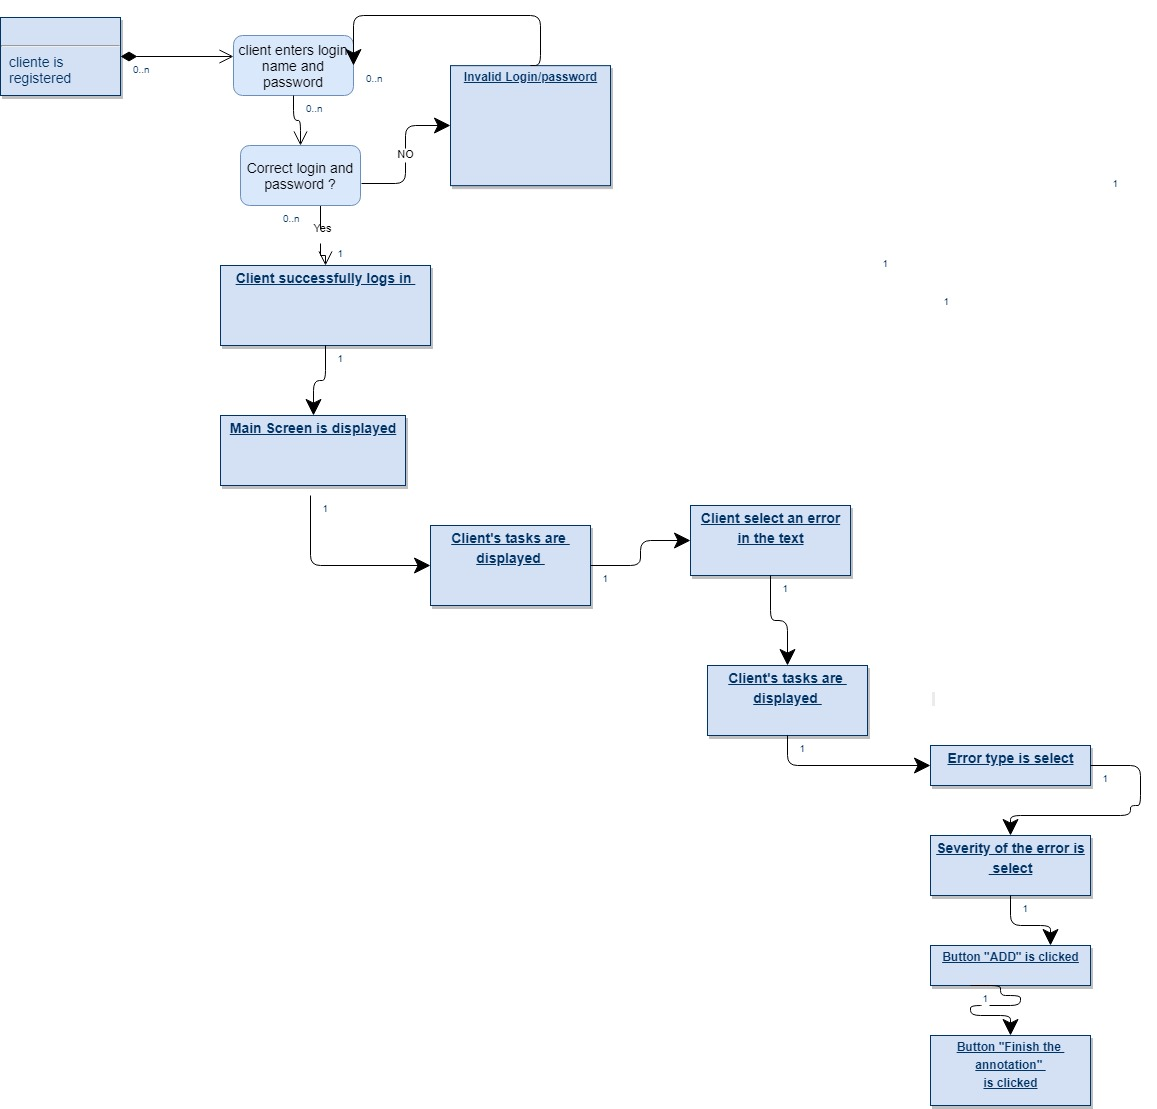 cliente is
registered
0..n
client enters login
name and
password
0..n
Invalid Login/password
0..n
Correct login and
password ?
NO
0..n
Yes
1
1
1
1
Client successfully logs in
1
Main Screen is displayed
1
Client's tasks are
displayed
1
Client select an error
in the text
1
Client's tasks are
displayed
1
Error type is select
1
Severity of the error is
select
1
Button "ADD" is clicked
1
Button "Finish the
annotation"
is clicked